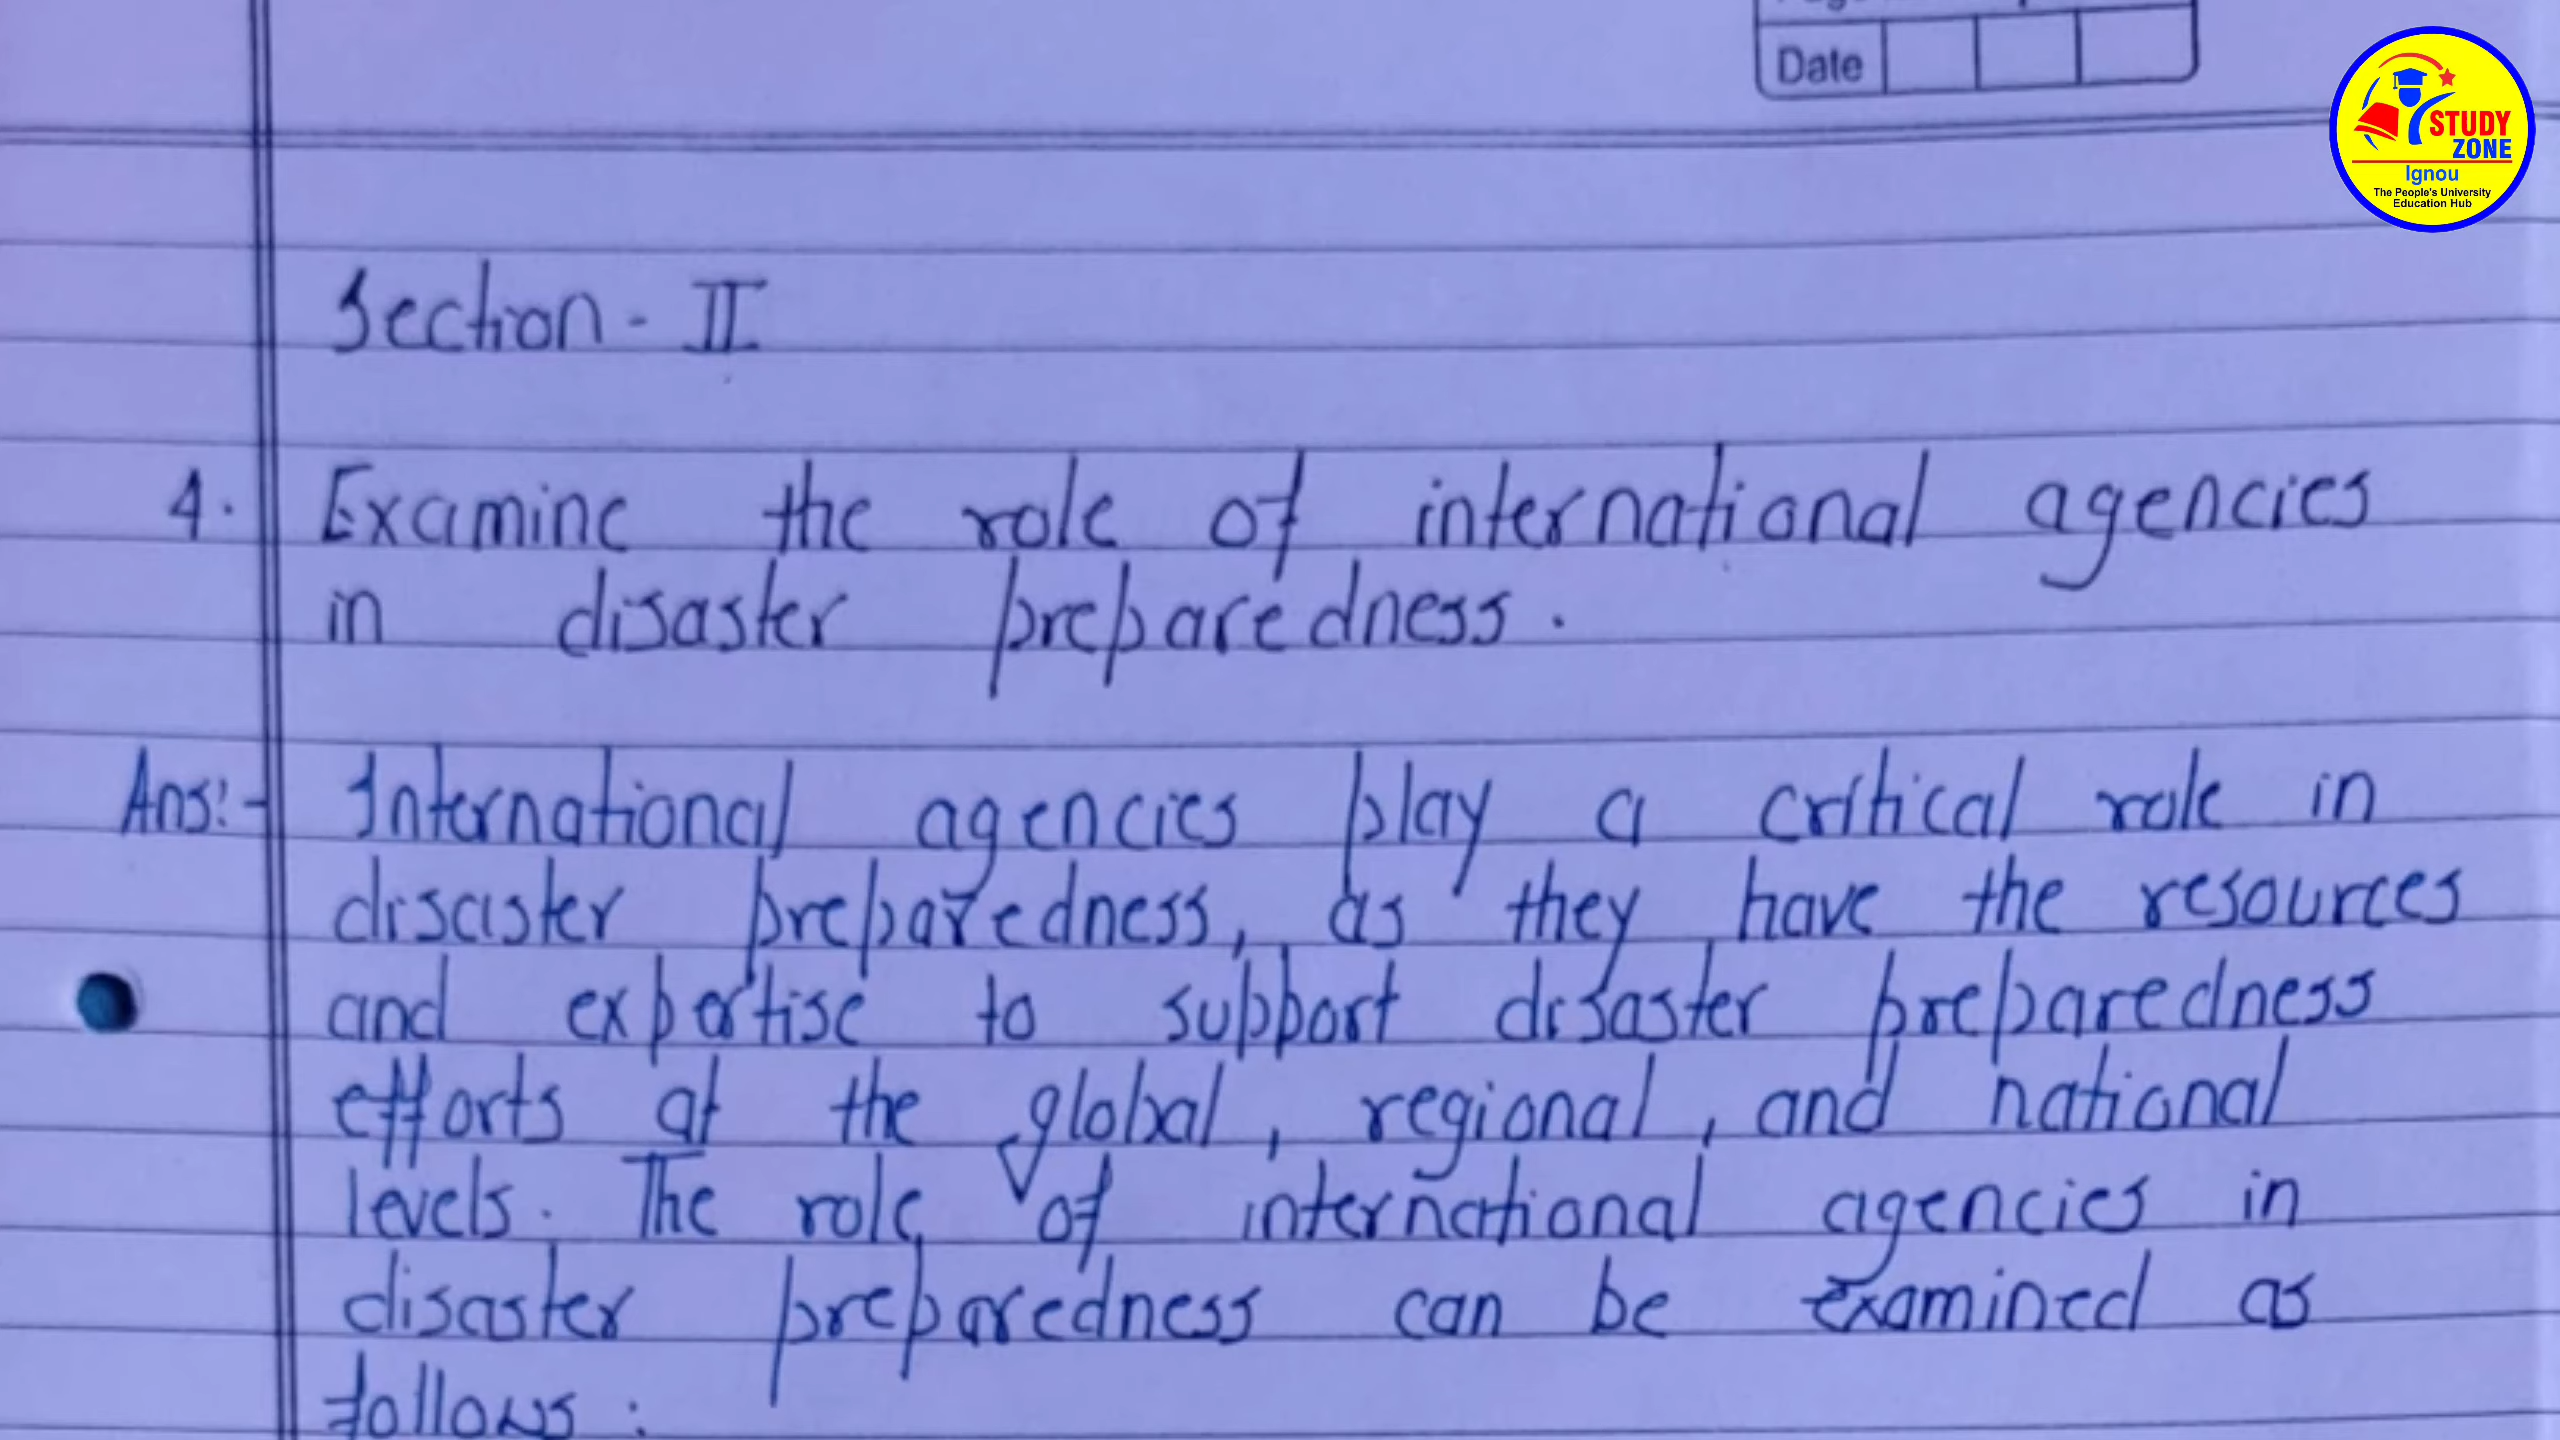 Date
STUDY
ZONE
Ignou
The People's University
Education Hub
Section - II
4. Examine the role of international agencies
in disaster preparedness.
Ans:- International agencies play a critical role in
disaster preparedness, as they have the resources
and expertise to support disaster preparedness
efforts at the global, regional, and national
levels. The role of international agencies in
disaster preparedness can be examined as
follows: